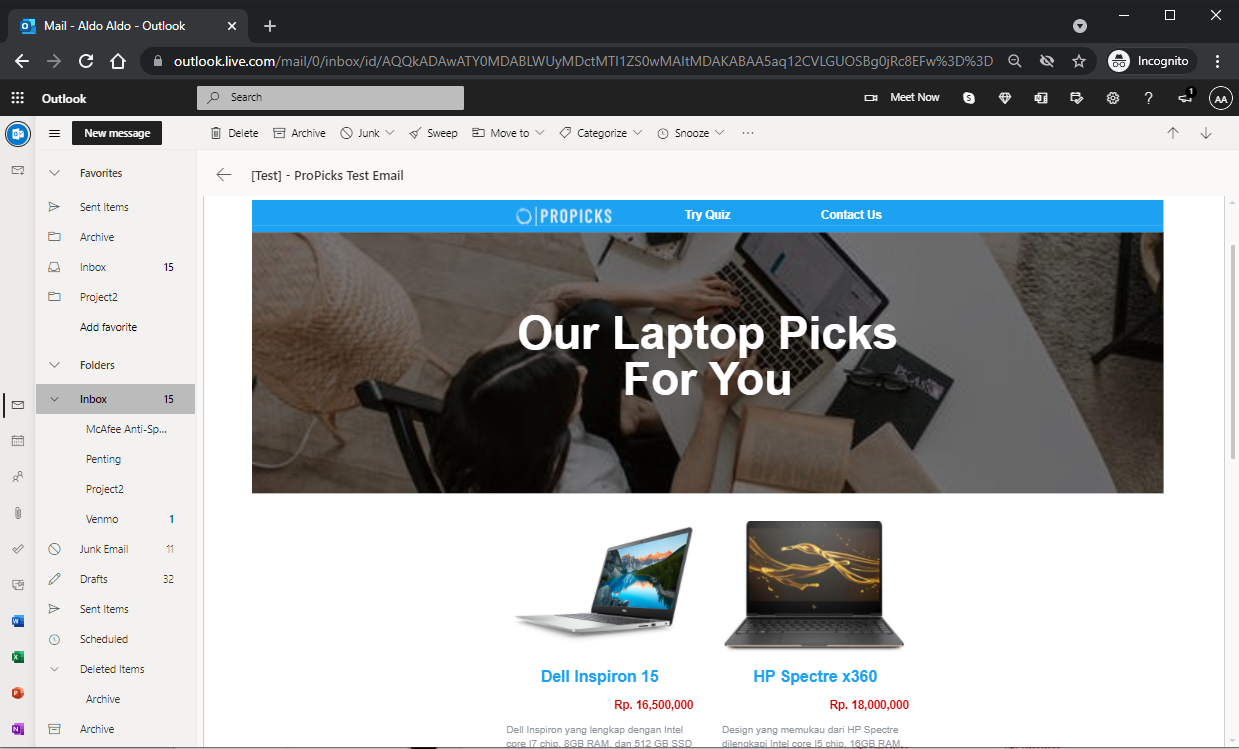 Mail - Aldo Aldo - Outlook
outlook.live.com/mail/0/inbox/id/AQQkADAwATY0MDABLWUyMDctMTI1ZS0wMAItMDAKABAA5aq12CVLGUOSBg0jRc8EFw%3D%3D
Incognito
Outlook
Search
Meet Now
1
AA
New message
Delete
Archive
Junk
Sweep
Move to
Categorize
Snooze
Favorites
[Test] - ProPicks Test Email
Sent Items
Archive
Inbox 15
Project2
Add favorite
Folders
Inbox 15
McAfee Anti-Sp...
Penting
Project2
Venmo 1
Junk Email 11
Drafts 32
Sent Items
Scheduled
Deleted Items
Archive
Archive
PROPICKS
Try Quiz
Contact Us
Our Laptop Picks
For You
Dell Inspiron 15
Rp. 16,500,000
Dell Inspiron yang lengkap dengan Intel
core I7 chip, 8GB RAM, dan 512 GB SSD
HP Spectre x360
Rp. 18,000,000
Design yang memukau dari HP Spectre
dilengkapi Intel core I5 chip, 16GB RAM,